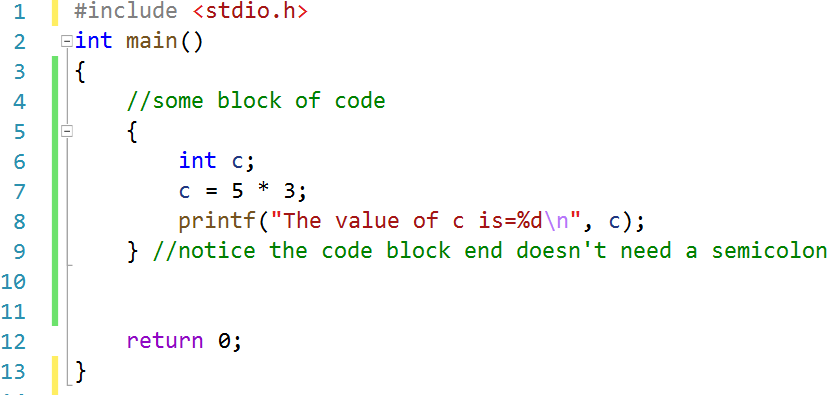 1 #include <stdio.h>
2 int main()
3 {
4     //some block of code
5     {
6         int c;
7         c = 5 * 3;
8         printf("The value of c is=%d\n", c);
9     } //notice the code block end doesn't need a semicolon
10
11
12     return 0;
13 }